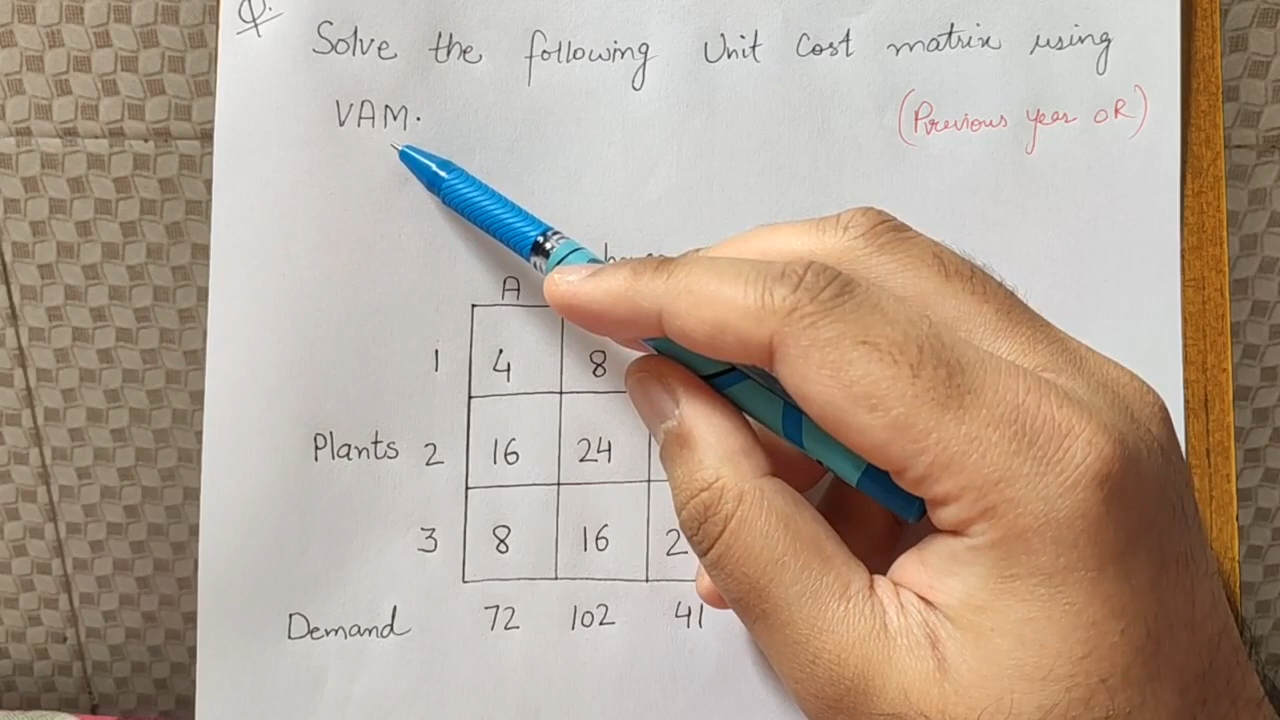 Q.
Solve the following Unit Cost matrix using
VAM.
(Previous year OR)
A
1 4 8
Plants 2 16 24
3 8 16
Demand 72 102 41